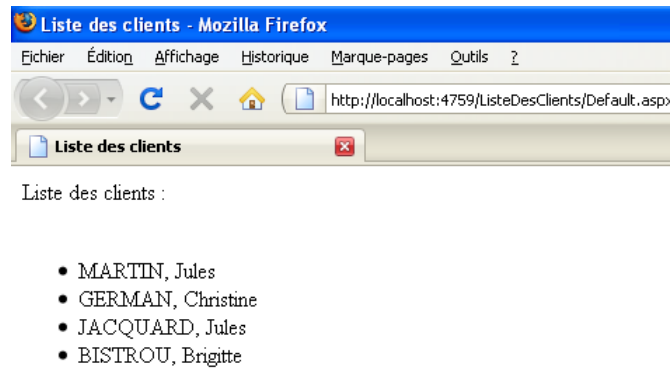 Liste des clients - Mozilla Firefox
Fichier Édition Affichage Historique Marque-pages Outils ?
http://localhost:4759/ListeDesClients/Default.aspx
Liste des clients
Liste des clients :
MARTIN, Jules
GERMAN, Christine
JACQUARD, Jules
BISTROU, Brigitte